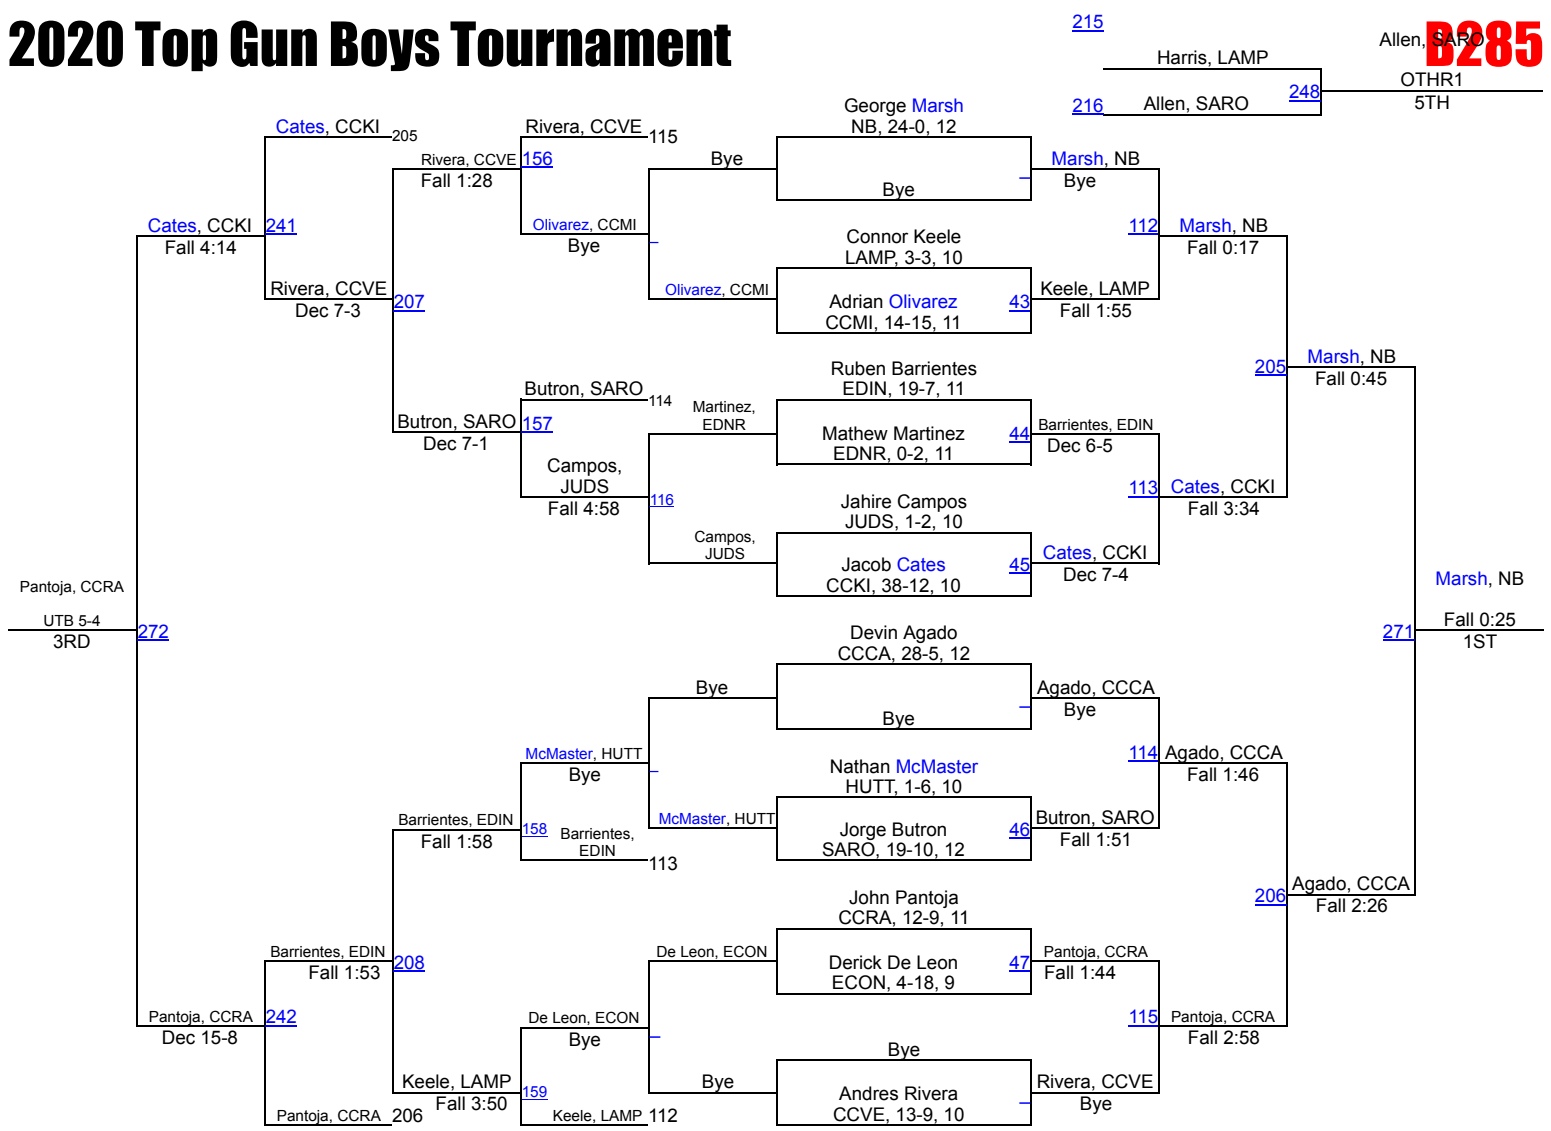 2020 Top Gun Boys Tournament
B285
215
Allen, SARO
Harris, LAMP
OTHR1
248
5TH
216
Allen, SARO
George Marsh
NB, 24-0, 12
Cates, CCKI
205
Rivera, CCVE
115
Rivera, CCVE
156
Fall 1:28
Bye
Bye
Marsh, NB
Bye
Cates, CCKI
241
Fall 4:14
Olivarez, CCMI
Bye
112
Marsh, NB
Fall 0:17
Connor Keele
LAMP, 3-3, 10
Rivera, CCVE
207
Dec 7-3
Olivarez, CCMI
Adrian Olivarez
CCMI, 14-15, 11
43
Keele, LAMP
Fall 1:55
205
Marsh, NB
Fall 0:45
Ruben Barrientes
EDIN, 19-7, 11
Butron, SARO
114
Butron, SARO
157
Dec 7-1
Martinez,
EDNR
Mathew Martinez
EDNR, 0-2, 11
44
Barrientes, EDIN
Dec 6-5
Campos,
JUDS
Fall 4:58
116
113
Cates, CCKI
Fall 3:34
Jahire Campos
JUDS, 1-2, 10
Campos,
JUDS
Jacob Cates
CCKI, 38-12, 10
45
Cates, CCKI
Dec 7-4
Pantoja, CCRA
UTB 5-4
3RD
272
Marsh, NB
271
Fall 0:25
1ST
Devin Agado
CCCA, 28-5, 12
Bye
Bye
Agado, CCCA
Bye
McMaster, HUTT
Bye
114
Agado, CCCA
Fall 1:46
Nathan McMaster
HUTT, 1-6, 10
Barrientes, EDIN
158
Fall 1:58
Barrientes,
EDIN
113
McMaster, HUTT
Jorge Butron
SARO, 19-10, 12
46
Butron, SARO
Fall 1:51
206
Agado, CCCA
Fall 2:26
John Pantoja
CCRA, 12-9, 11
Barrientes, EDIN
208
Fall 1:53
De Leon, ECON
Derick De Leon
ECON, 4-18, 9
47
Pantoja, CCRA
Fall 1:44
Pantoja, CCRA
242
Dec 15-8
De Leon, ECON
Bye
115
Pantoja, CCRA
Fall 2:58
Bye
Keele, LAMP
159
Fall 3:50
Bye
Andres Rivera
CCVE, 13-9, 10
Rivera, CCVE
Bye
Pantoja, CCRA
206
Keele, LAMP
112